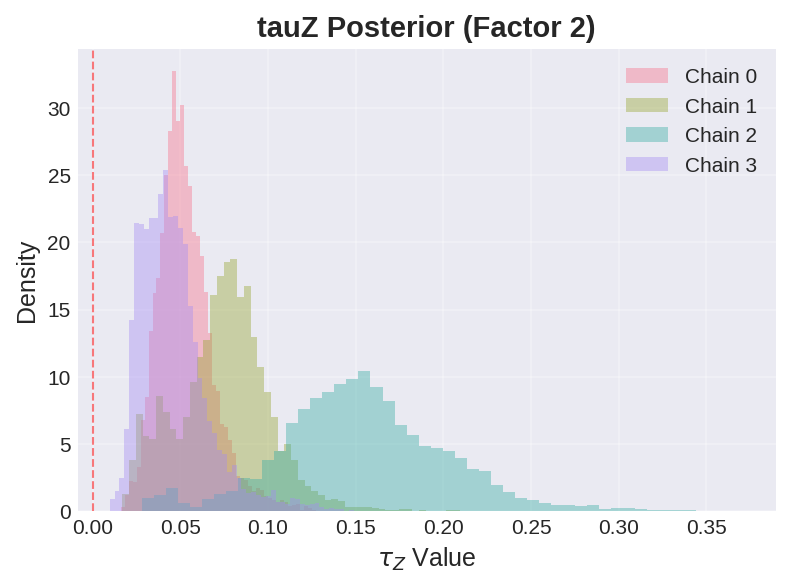 tauZ Posterior (Factor 2)
Chain 0
Chain 1
Chain 2
Chain 3
30
25
20
15
10
5
0
Density
0.00 0.05 0.10 0.15 0.20 0.25 0.30 0.35
τZ Value